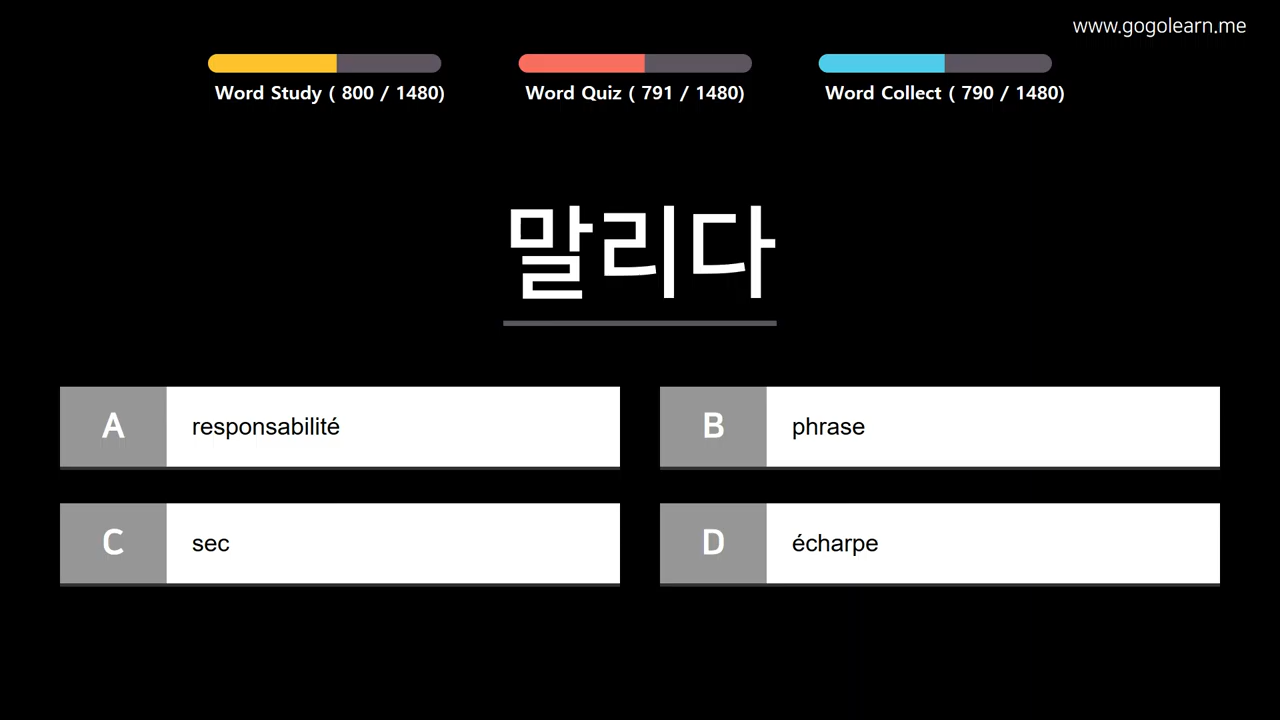 www.gogolearn.me
Word Study ( 800 / 1480)
Word Quiz ( 791 / 1480)
Word Collect ( 790 / 1480)
말리다
A responsabilité
B phrase
C sec
D écharpe